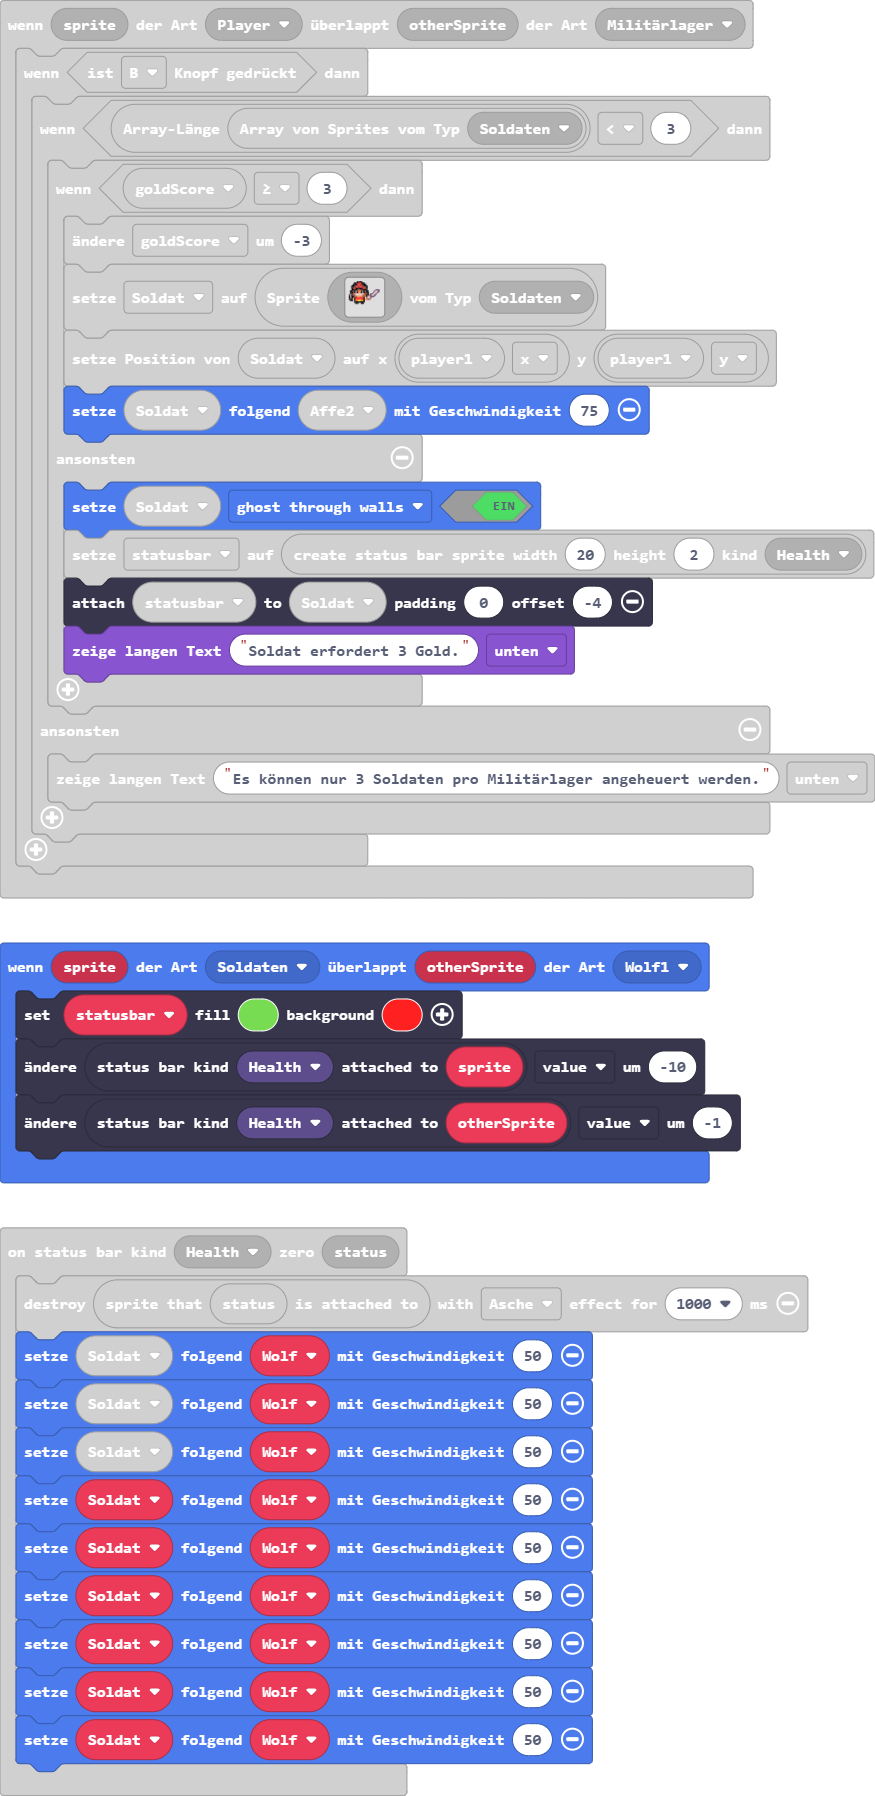 wenn sprite der Art Player überlappt otherSprite der Art Militärlager
wenn ist B Knopf gedrückt dann
wenn Array-Länge Array von Sprites vom Typ Soldaten < 3 dann
wenn goldScore ≥ 3 dann
ändere goldScore um -3
setze Soldat auf Sprite vom Typ Soldaten
setze Position von Soldat auf x player1 x y player1 y
setze Soldat folgend Affe2 mit Geschwindigkeit 75
ansonsten
setze Soldat ghost through walls EIN
setze statusbar auf create status bar sprite width 20 height 2 kind Health
attach statusbar to Soldat padding 0 offset -4
zeige langen Text "Soldat erfordert 3 Gold." unten
ansonsten
zeige langen Text "Es können nur 3 Soldaten pro Militärlager angeheuert werden." unten
wenn sprite der Art Soldaten überlappt otherSprite der Art Wolf1
set statusbar fill background
ändere status bar kind Health attached to sprite value um -10
ändere status bar kind Health attached to otherSprite value um -1
on status bar kind Health zero status
destroy sprite that status is attached to with Asche effect for 1000 ms
setze Soldat folgend Wolf mit Geschwindigkeit 50
setze Soldat folgend Wolf mit Geschwindigkeit 50
setze Soldat folgend Wolf mit Geschwindigkeit 50
setze Soldat folgend Wolf mit Geschwindigkeit 50
setze Soldat folgend Wolf mit Geschwindigkeit 50
setze Soldat folgend Wolf mit Geschwindigkeit 50
setze Soldat folgend Wolf mit Geschwindigkeit 50
setze Soldat folgend Wolf mit Geschwindigkeit 50
setze Soldat folgend Wolf mit Geschwindigkeit 50